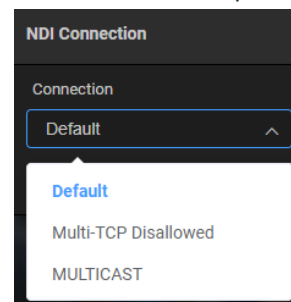 NDI Connection
Connection
Default
Default
Multi-TCP Disallowed
MULTICAST